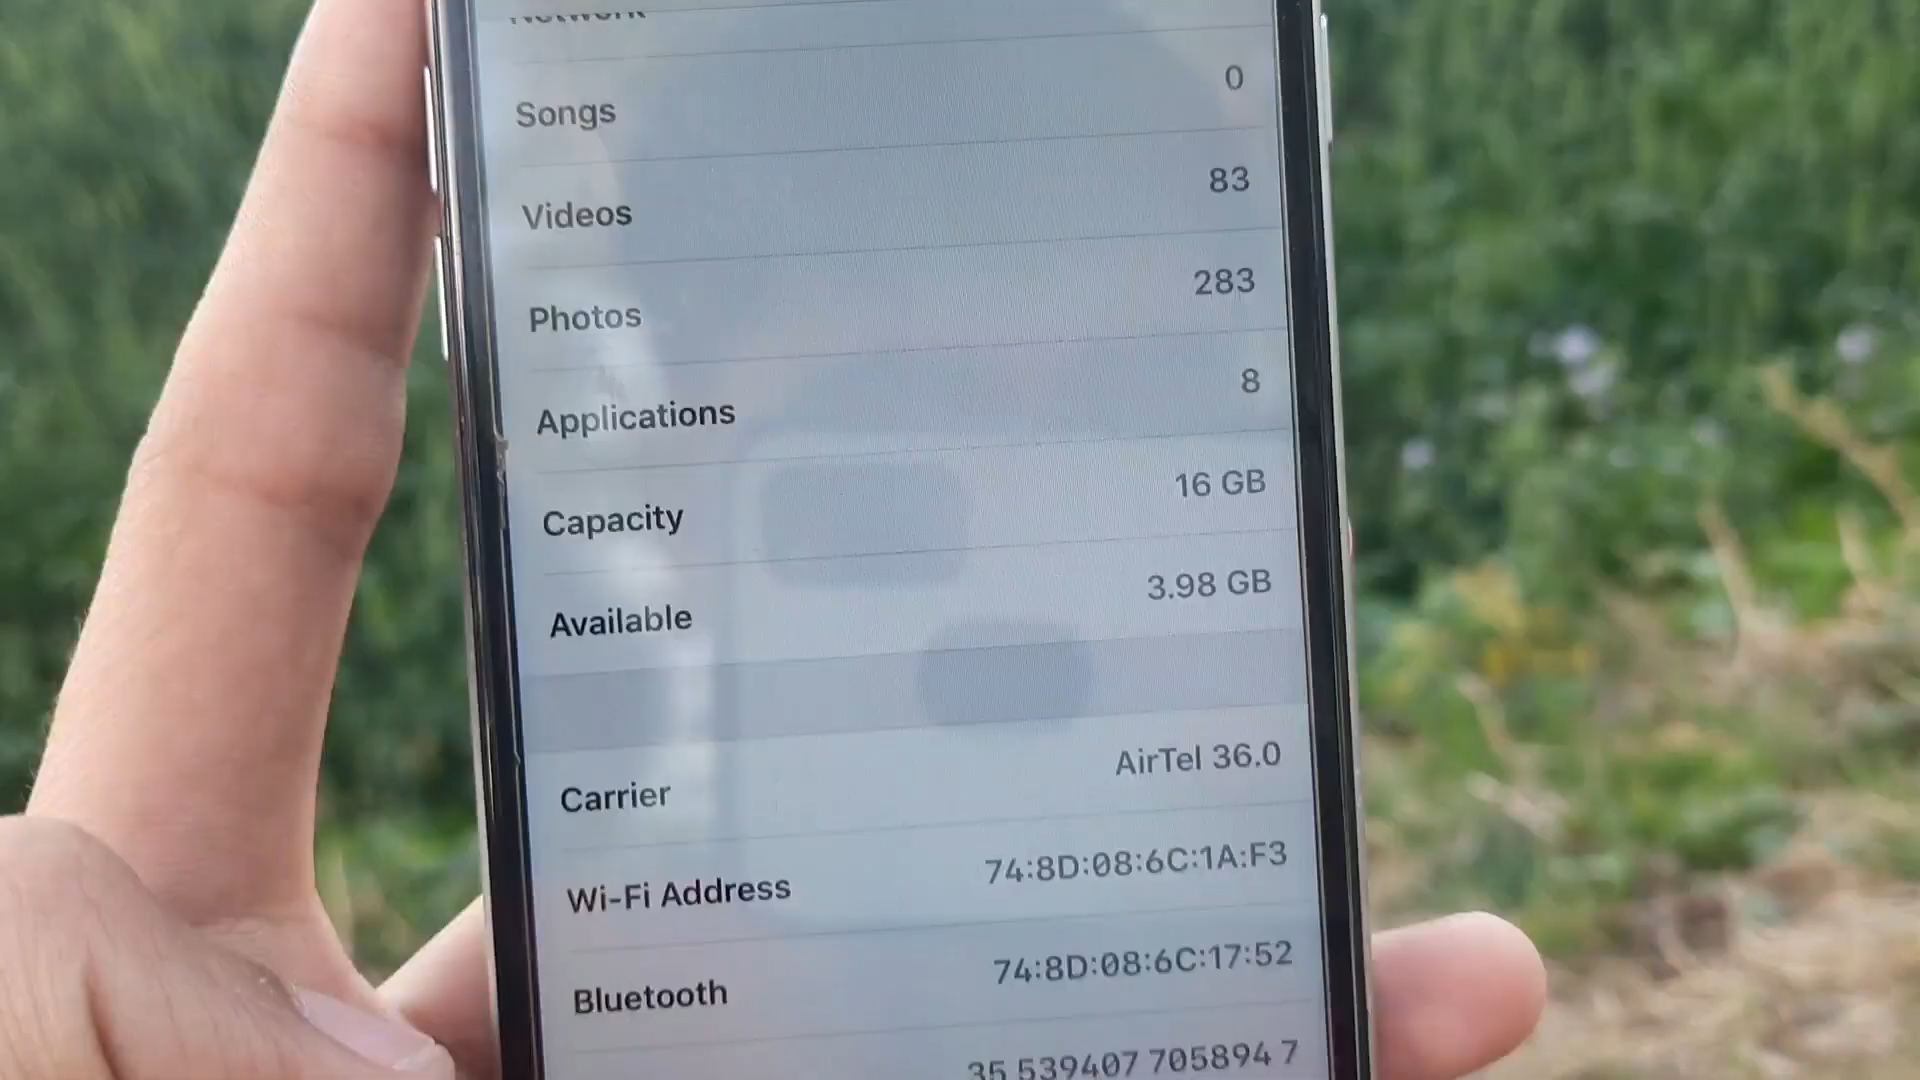 Network
Songs 0
Videos 83
Photos 283
Applications 8
Capacity 16 GB
Available 3.98 GB
Carrier AirTel 36.0
Wi-Fi Address 74:8D:08:6C:1A:F3
Bluetooth 74:8D:08:6C:17:52
35 539407 705894 7